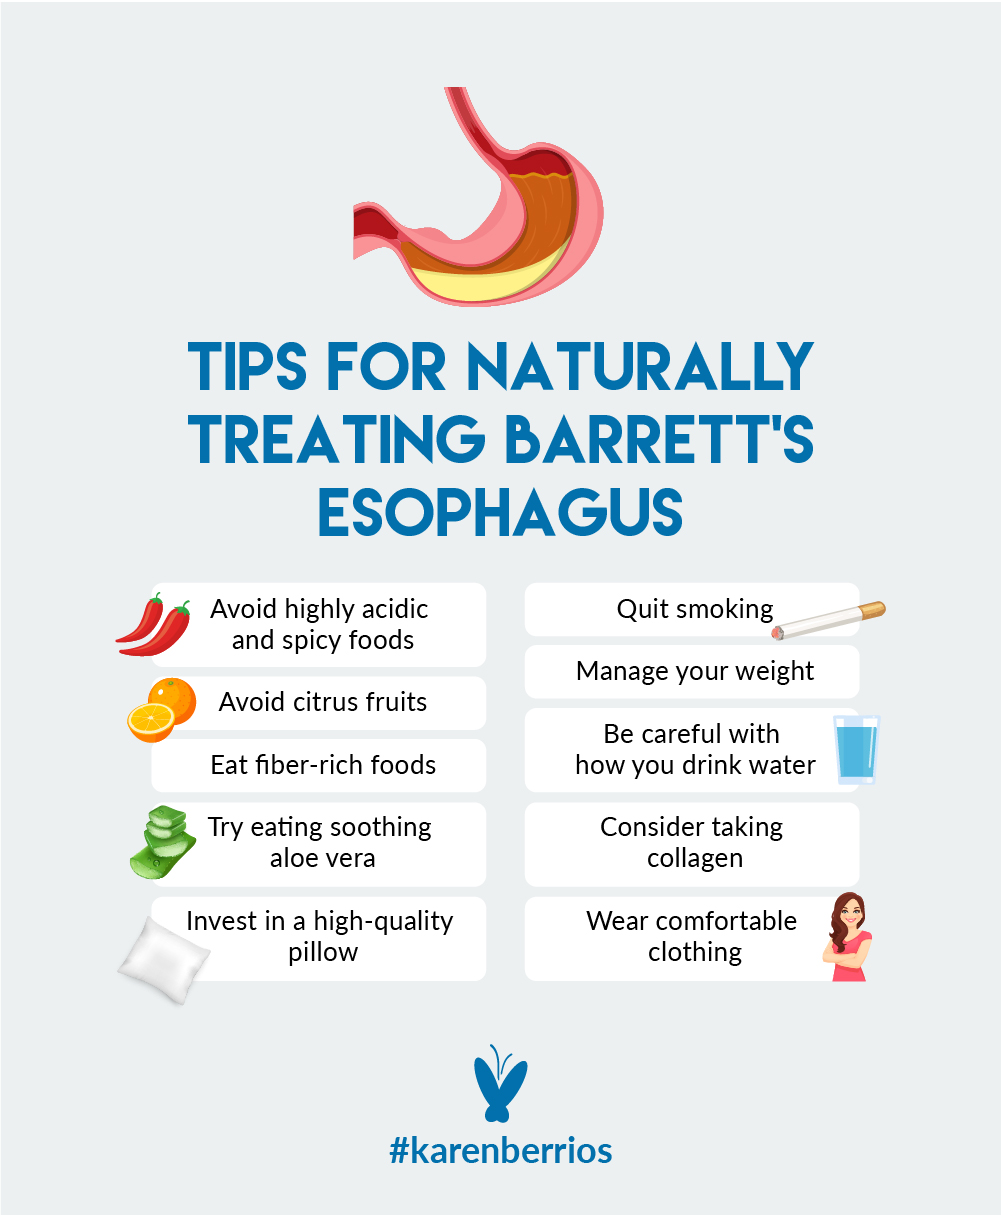 TIPS FOR NATURALLY
TREATING BARRETT'S
ESOPHAGUS
Avoid highly acidic
and spicy foods
Avoid citrus fruits
Eat fiber-rich foods
Try eating soothing
aloe vera
Invest in a high-quality
pillow
Quit smoking
Manage your weight
Be careful with
how you drink water
Consider taking
collagen
Wear comfortable
clothing
#karenberrios